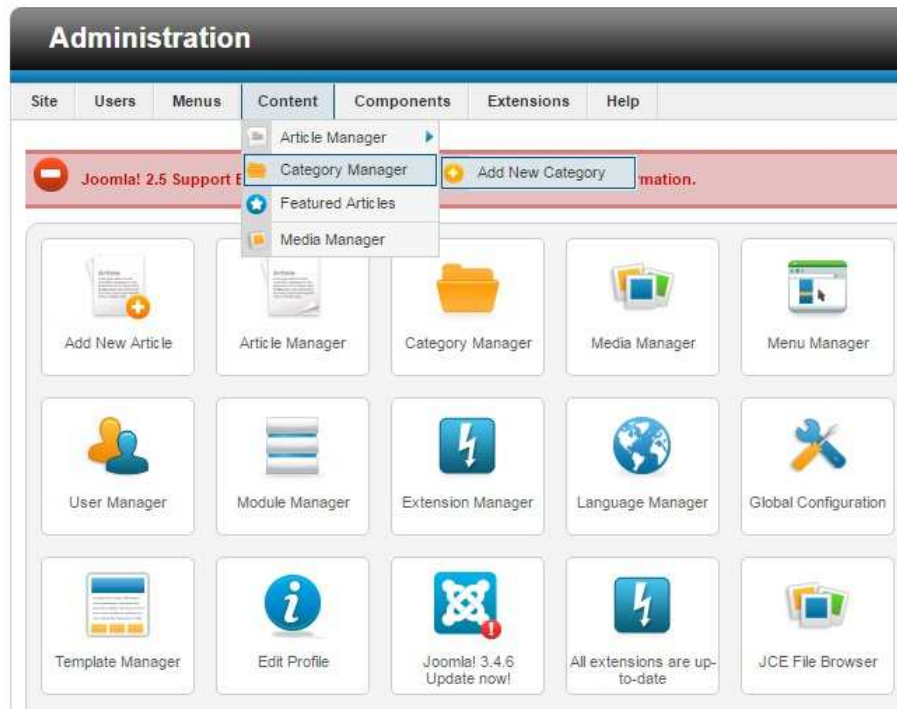 Administration
Site Users Menus Content Components Extensions Help
Article Manager
Joomla! 2.5 Support Category Manager Add New Category mation.
Featured Articles
Media Manager
Add New Article Article Manager Category Manager Media Manager Menu Manager
User Manager Module Manager Extension Manager Language Manager Global Configuration
Template Manager Edit Profile Joomla! 3.4.6 All extensions are up- JCE File Browser
Update now! to-date